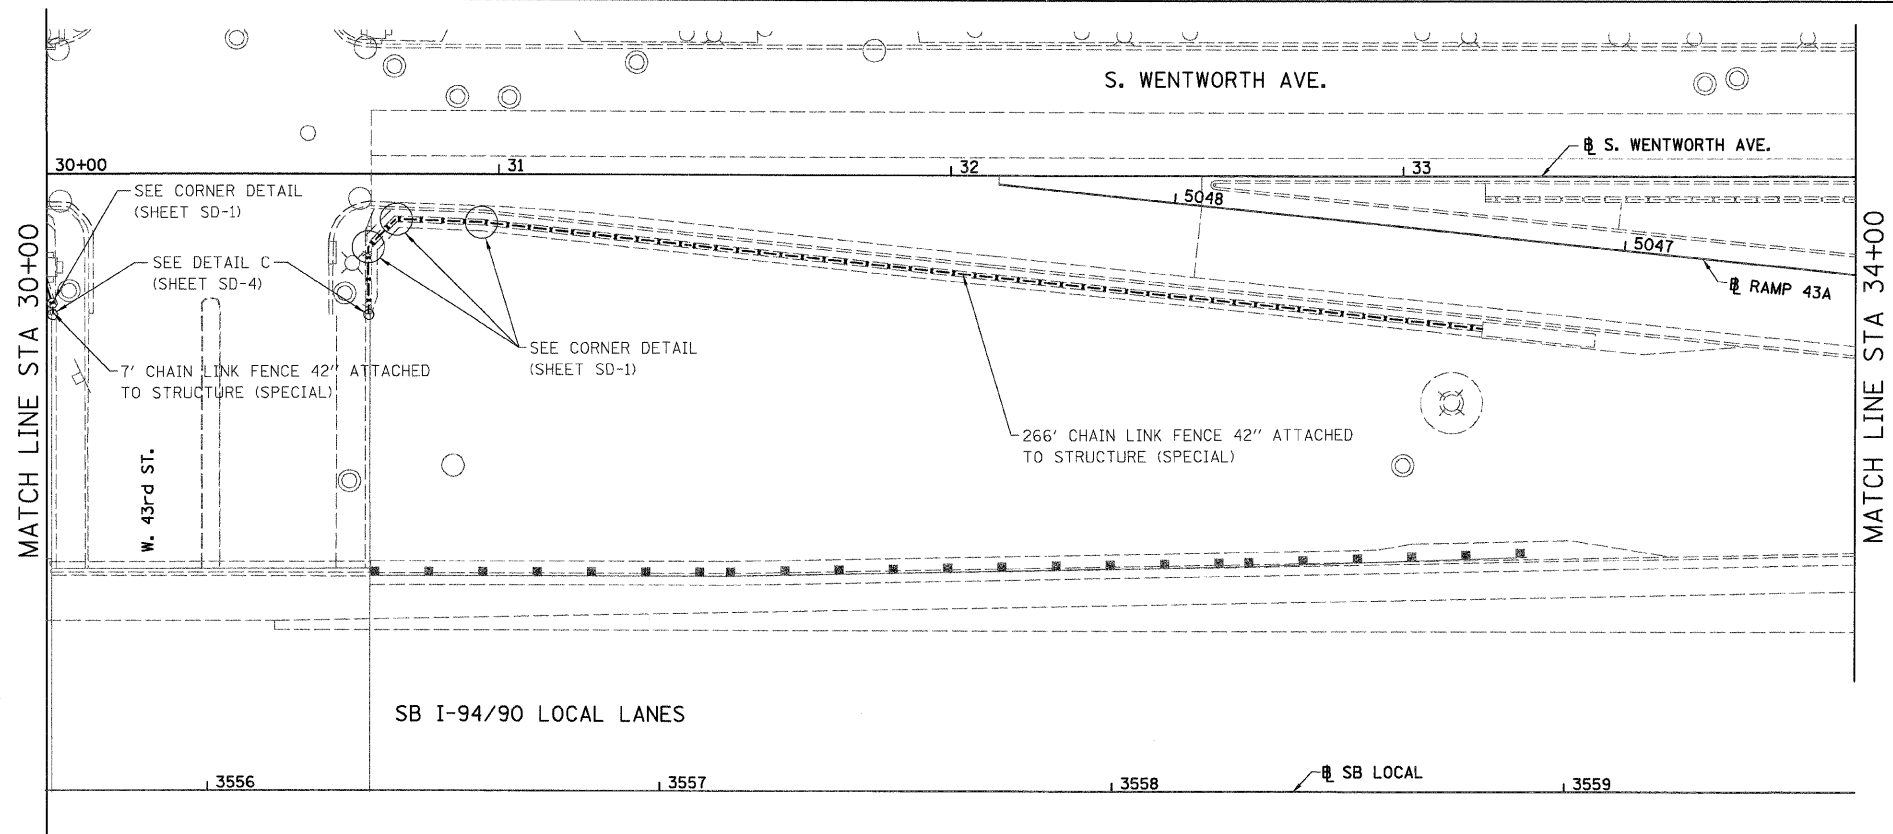 S. WENTWORTH AVE.
30+00
31
32
33
℄ S. WENTWORTH AVE.
SEE CORNER DETAIL
(SHEET SD-1)
5048
5047
SEE DETAIL C
(SHEET SD-4)
℄ RAMP 43A
MATCH LINE STA 30+00
MATCH LINE STA 34+00
SEE CORNER DETAIL
(SHEET SD-1)
7' CHAIN LINK FENCE 42" ATTACHED
TO STRUCTURE (SPECIAL)
266' CHAIN LINK FENCE 42" ATTACHED
TO STRUCTURE (SPECIAL)
W. 43rd ST.
SB I-94/90 LOCAL LANES
℄ SB LOCAL
3556
3557
3558
3559